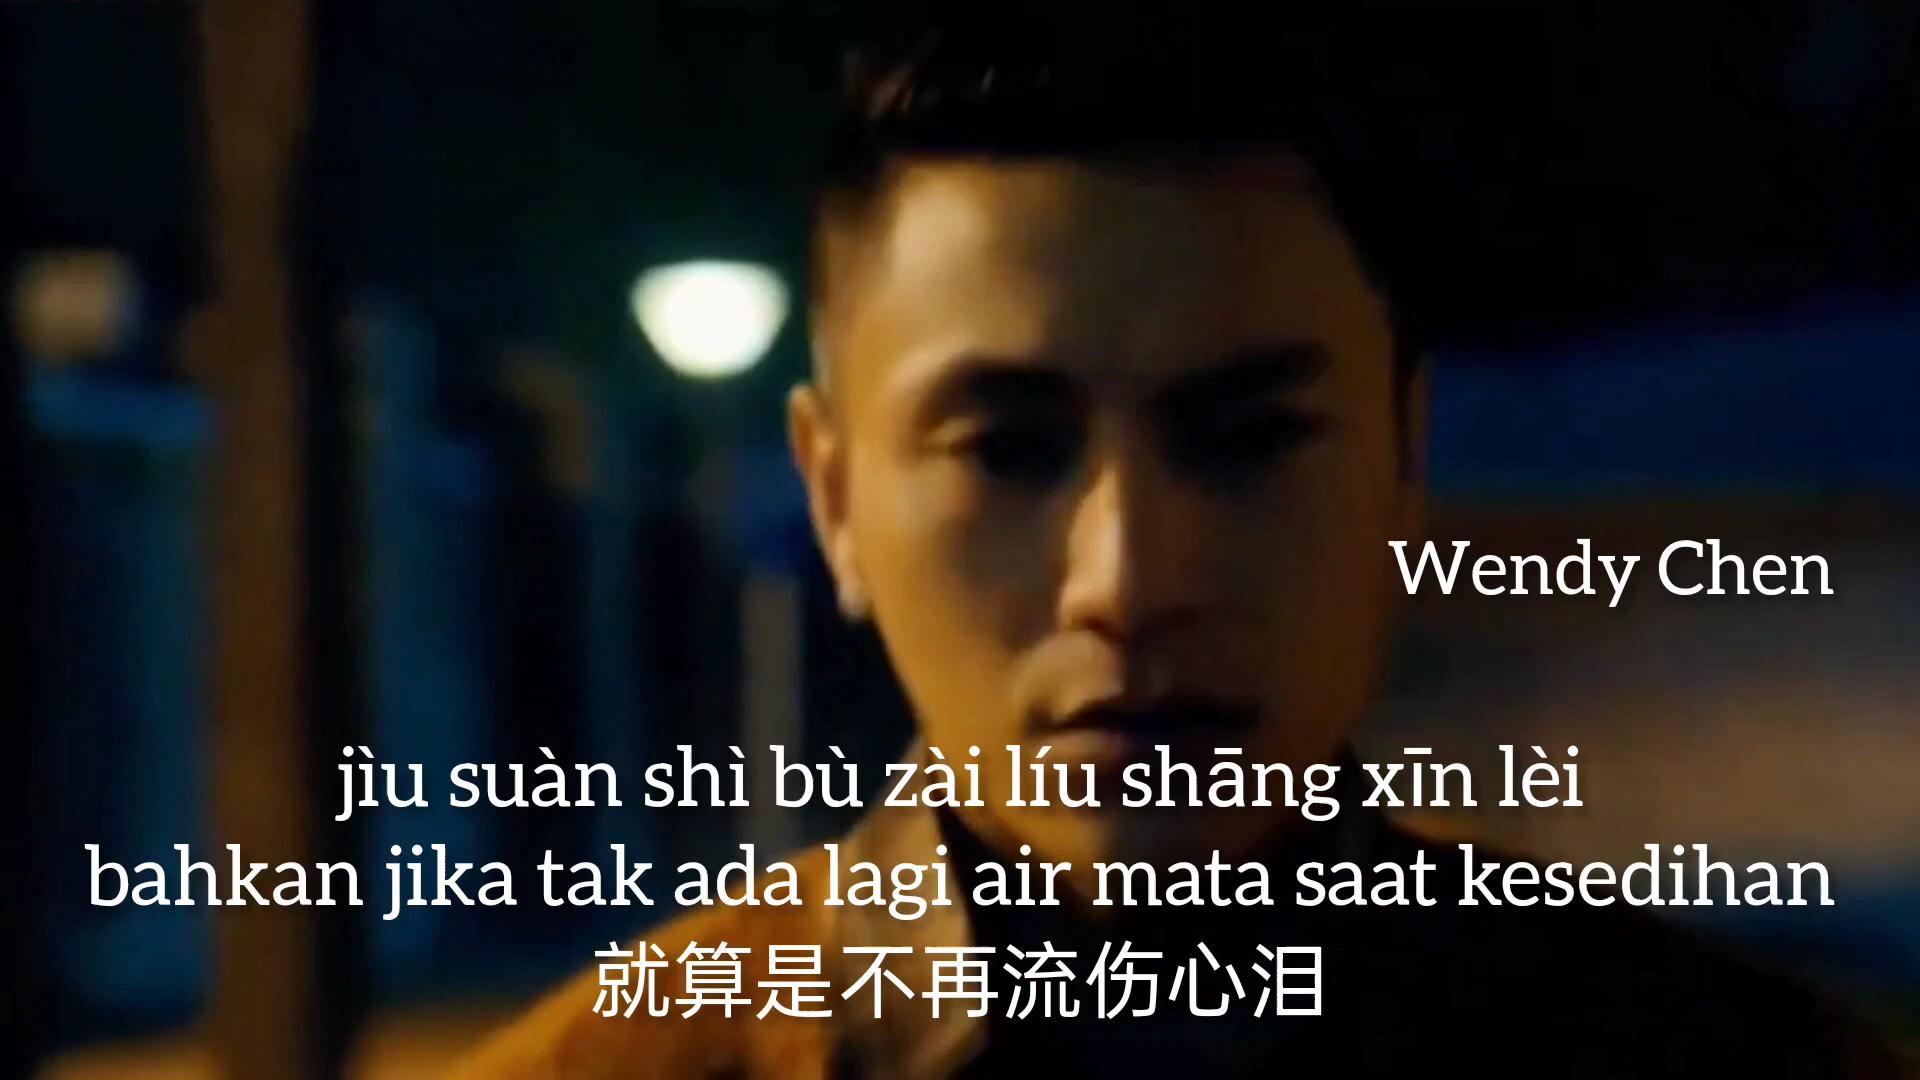 Wendy Chen
jìu suàn shì bù zài líu shāng xīn lèi
bahkan jika tak ada lagi air mata saat kesedihan
就算是不再流伤心泪